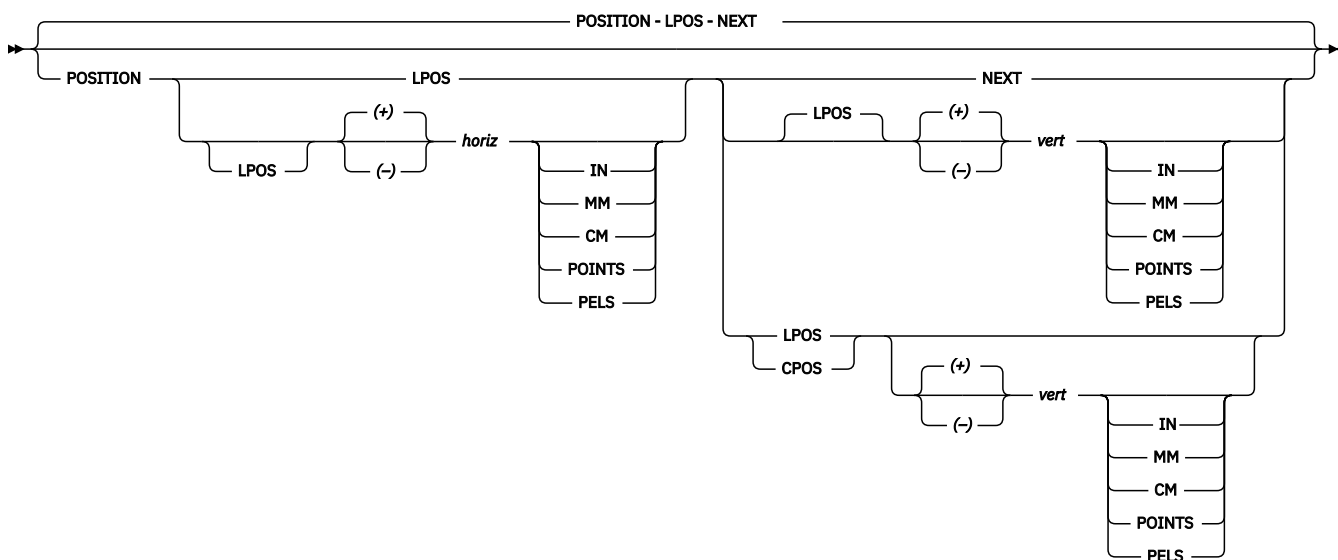 POSITION - LPOS - NEXT
POSITION LPOS NEXT
(+) LPOS (+)
horiz vert
LPOS (–) IN (–) IN
MM MM
CM CM
POINTS POINTS
PELS PELS
LPOS
CPOS (+)
vert
(–) IN
MM
CM
POINTS
PELS